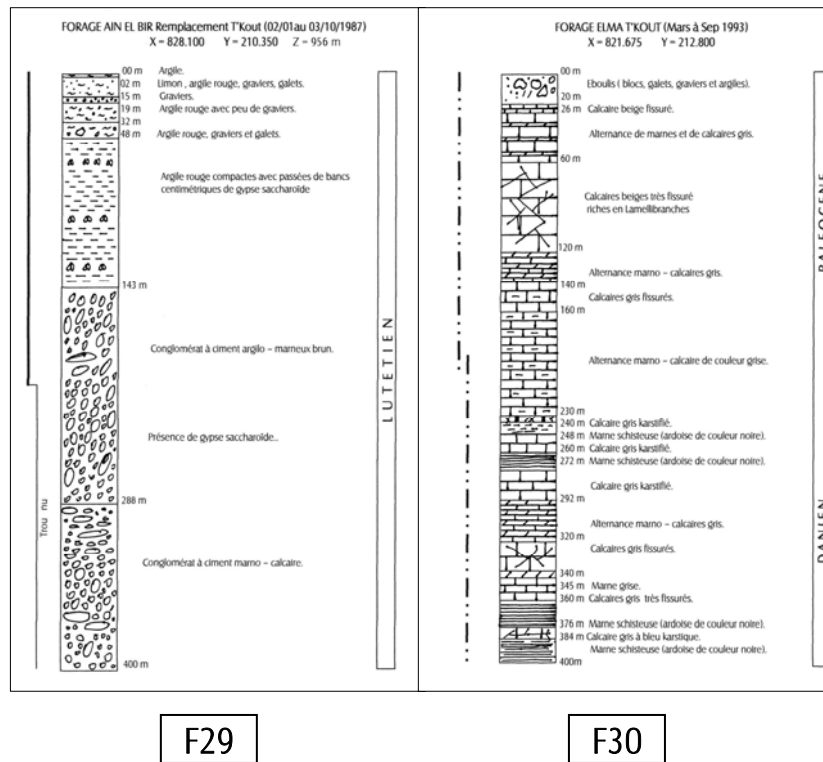 FORAGE AIN EL BIR Remplacement T'Kout (02/01au 03/10/1987)
X = 828.100 Y = 210.350 Z = 956 m
00 m Argile.
02 m Limon , argile rouge, graviers, galets.
15 m Graviers.
19 m Argile rouge avec peu de graviers.
32 m
48 m Argile rouge, graviers et galets.
Argile rouge compactes avec passées de bancs
centimétriques de gypse saccharoïde
143 m
Conglomérat à ciment argilo – marneux brun.
Présence de gypse saccharoïde..
288 m
Conglomérat à ciment marno – calcaire.
400 m
Trou nu
LUTETIEN
F29
FORAGE ELMA T'KOUT (Mars à Sep 1993)
X = 821.675 Y = 212.800
00 m
Eboulis ( blocs, galets, graviers et argiles).
20 m
26 m Calcaire beige fissuré.
Alternance de marnes et de calcaires gris.
60 m
Calcaires beiges très fissuré
riches en Lamellibranches
120 m
Alternance marno – calcaires gris.
140 m
Calcaires gris fissurés.
160 m
Alternance marno – calcaire de couleur grise.
230 m
240 m Calcaire gris karstifié.
248 m Marne schisteuse (ardoise de couleur noire).
260 m Calcaire gris karstifié.
272 m Marne schisteuse (ardoise de couleur noire).
Calcaire gris karstifié.
292 m
Alternance marno – calcaires gris.
320 m
Calcaires gris fissurés.
340 m
345 m Marne grise.
360 m Calcaires gris très fissurés.
376 m Marne schisteuse (ardoise de couleur noire).
384 m Calcaire gris à bleu karstique.
Marne schisteuse (ardoise de couleur noire).
400m
PALEOCENE
DANIEN
F30